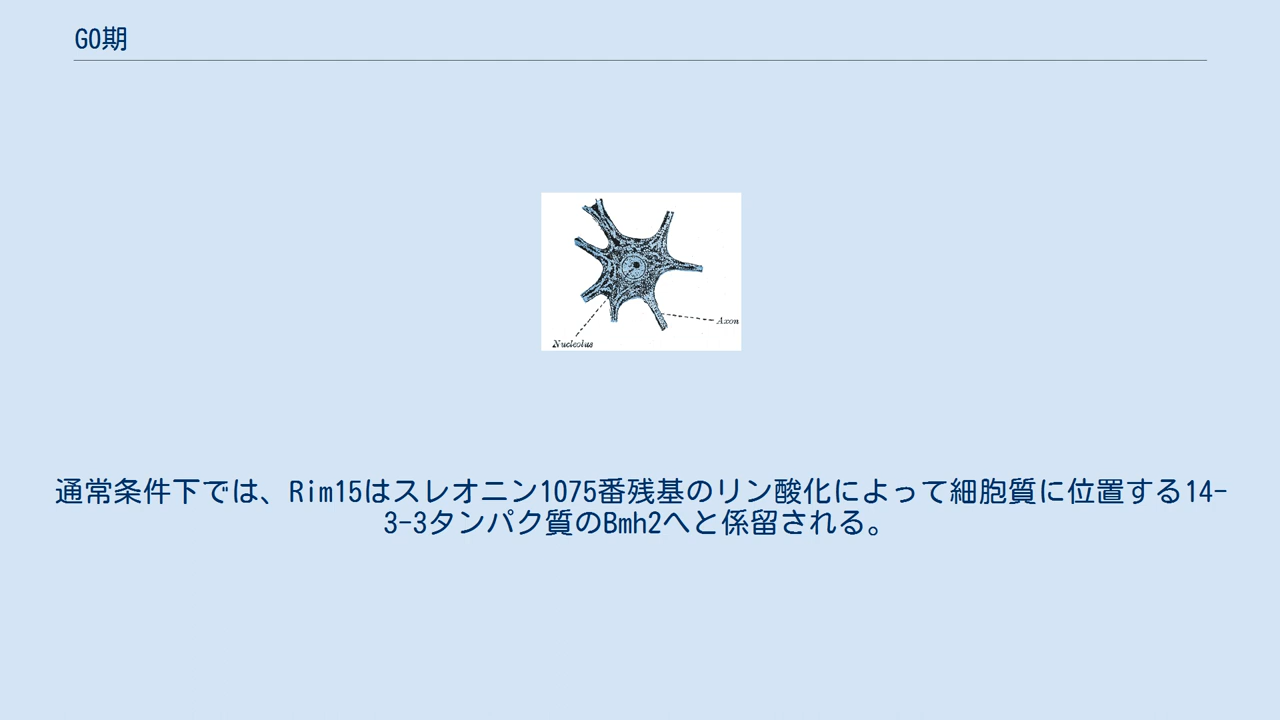 G0期
Axon
Nucleolus
通常条件下では、Rim15はスレオニン1075番残基のリン酸化によって細胞質に位置する14-
3-3タンパク質のBmh2へと係留される。